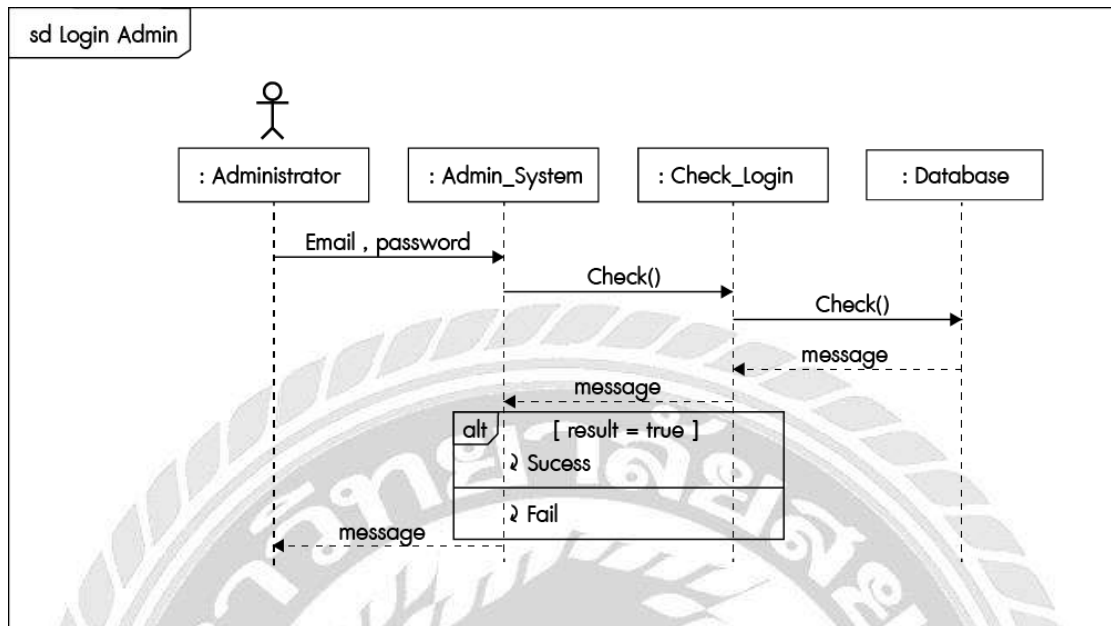 sd Login Admin
: Administrator
: Admin_System
: Check_Login
: Database
Email , password
Check()
Check()
message
message
alt
[ result = true ]
Sucess
Fail
message